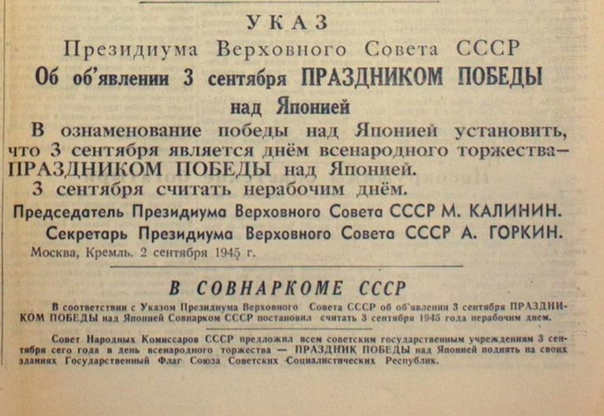 УКАЗ
Президиума Верховного Совета СССР
Об об'явлении 3 сентября ПРАЗДНИКОМ ПОБЕДЫ
над Японией
В ознаменование победы над Японией установить,
что 3 сентября является днём всенародного торжества—
ПРАЗДНИКОМ ПОБЕДЫ над Японией.
3 сентября считать нерабочим днём.
Председатель Президиума Верховного Совета СССР М. КАЛИНИН.
Секретарь Президиума Верховного Совета СССР А. ГОРКИН.
Москва, Кремль. 2 сентября 1945 г.
В СОВНАРКОМЕ СССР
В соответствии с Указом Президиума Верховного Совета СССР об об'явлении 3 сентября ПРАЗДНИ-
КОМ ПОБЕДЫ над Японией Совнарком СССР постановил считать 3 сентября 1945 года нерабочим днем.
Совет Народных Комиссаров СССР предложил всем советским государственным учреждениям 3 сен-
тября сего года в день всенародного торжества — ПРАЗДНИК ПОБЕДЫ над Японией поднять на своих
зданиях Государственный Флаг Союза Советских Социалистических Республик.